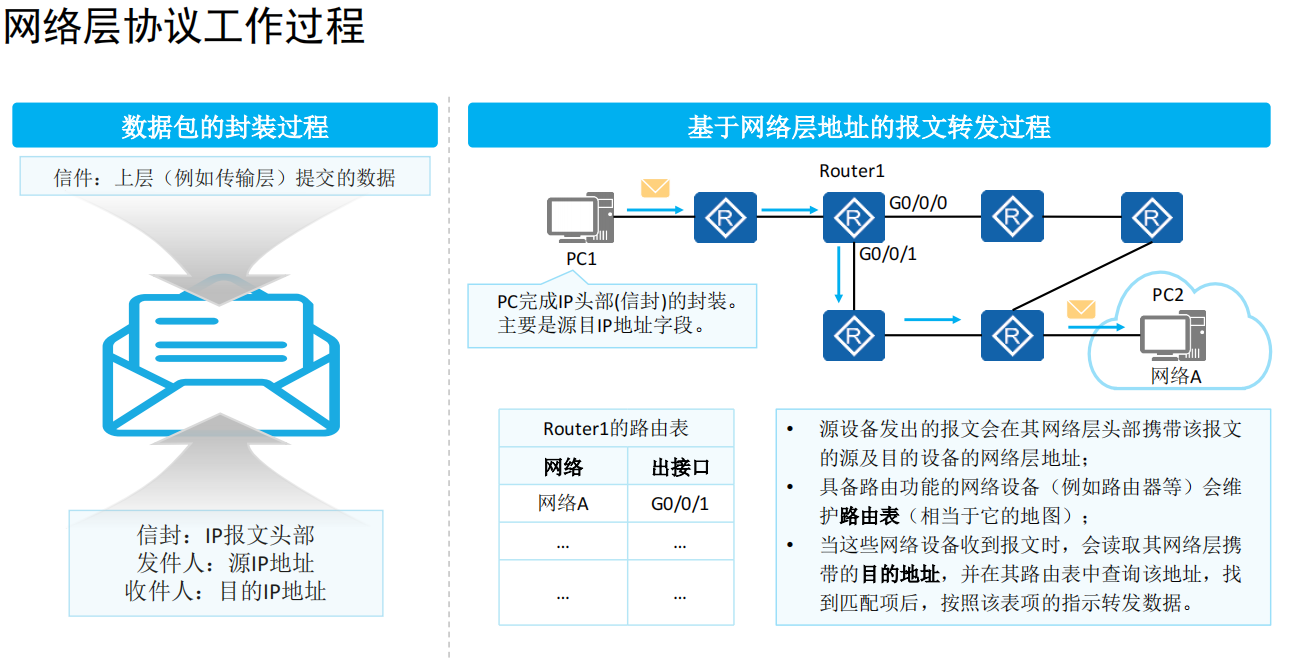 网络层协议工作过程
数据包的封装过程
信件：上层（例如传输层）提交的数据
信封：IP报文头部
发件人：源IP地址
收件人：目的IP地址
基于网络层地址的报文转发过程
Router1
R
R
G0/0/0
R
R
PC1
G0/0/1
PC完成IP头部(信封)的封装。
主要是源目IP地址字段。
R
R
PC2
网络A
Router1的路由表
网络 出接口
网络A G0/0/1
... ...
... ...
• 源设备发出的报文会在其网络层头部携带该报文
的源及目的设备的网络层地址；
• 具备路由功能的网络设备（例如路由器等）会维
护路由表（相当于它的地图）；
• 当这些网络设备收到报文时，会读取其网络层携
带的目的地址，并在其路由表中查询该地址，找
到匹配项后，按照该表项的指示转发数据。